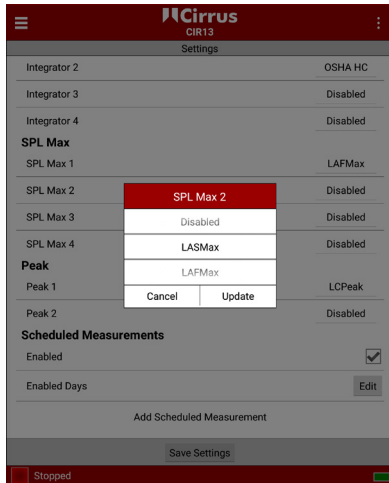 Cirrus
CIR13
Settings
Integrator 2 OSHA HC
Integrator 3 Disabled
Integrator 4 Disabled
SPL Max
SPL Max 1 LAFMax
SPL Max 2 Disabled
SPL Max 3 Disabled
SPL Max 4 Disabled
SPL Max 2
Disabled
LASMax
LAFMax
Cancel Update
Peak
Peak 1 LCPeak
Peak 2 Disabled
Scheduled Measurements
Enabled
Enabled Days Edit
Add Scheduled Measurement
Save Settings
Stopped